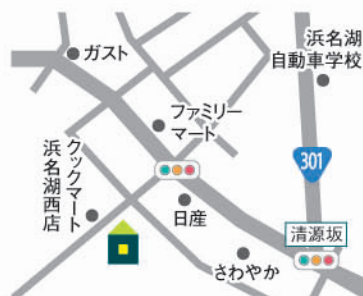 ガスト
浜名湖
自動車学校
ファミリー
マート
クックマート
浜名湖西店
301
日産
清源坂
さわやか